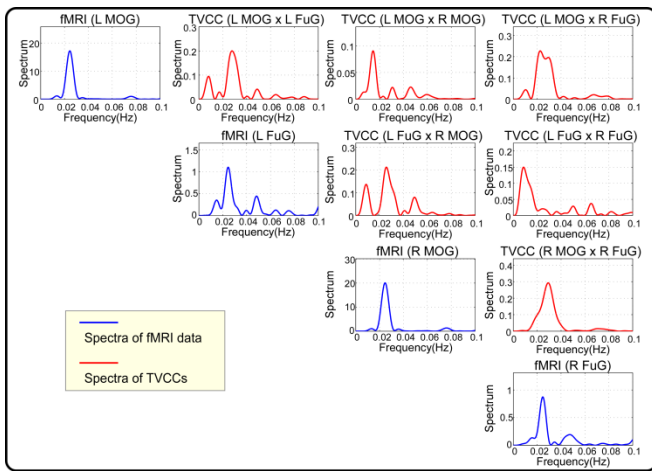 fMRI (L MOG)
TVCC (L MOG x L FuG)
TVCC (L MOG x R MOG)
TVCC (L MOG x R FuG)
Spectrum
20
10
0
0 0.02 0.04 0.06 0.08 0.1
Frequency(Hz)
Spectrum
0.3
0.2
0.1
0
0 0.02 0.04 0.06 0.08 0.1
Frequency(Hz)
Spectrum
0.1
0.05
0
0 0.02 0.04 0.06 0.08 0.1
Frequency(Hz)
Spectrum
0.3
0.2
0.1
0
0 0.02 0.04 0.06 0.08 0.1
Frequency(Hz)
fMRI (L FuG)
TVCC (L FuG x R MOG)
TVCC (L FuG x R FuG)
Spectrum
1.5
1
0.5
0
0 0.02 0.04 0.06 0.08 0.1
Frequency(Hz)
Spectrum
0.3
0.2
0.1
0
0 0.02 0.04 0.06 0.08 0.1
Frequency(Hz)
Spectrum
0.2
0.15
0.1
0.05
0
0 0.02 0.04 0.06 0.08 0.1
Frequency(Hz)
fMRI (R MOG)
TVCC (R MOG x R FuG)
Spectrum
30
20
10
0
0 0.02 0.04 0.06 0.08 0.1
Frequency(Hz)
Spectrum
0.4
0.3
0.2
0.1
0
0 0.02 0.04 0.06 0.08 0.1
Frequency(Hz)
Spectra of fMRI data
Spectra of TVCCs
fMRI (R FuG)
Spectrum
1
0.5
0
0 0.02 0.04 0.06 0.08 0.1
Frequency(Hz)